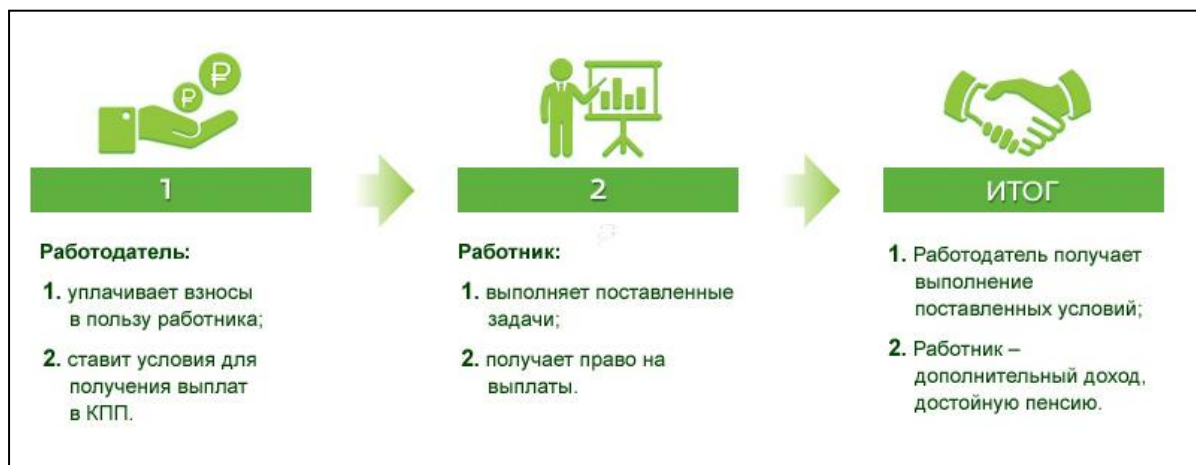 1
Работодатель:
1. уплачивает взносы
в пользу работника;
2. ставит условия для
получения выплат
в КПП.
2
Работник:
1. выполняет поставленные
задачи;
2. получает право на
выплаты.
ИТОГ
1. Работодатель получает
выполнение
поставленных условий;
2. Работник –
дополнительный доход,
достойную пенсию.